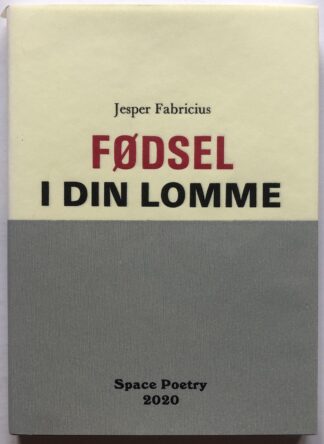 Jesper Fabricius
FØDSEL
I DIN LOMME
Space Poetry
2020